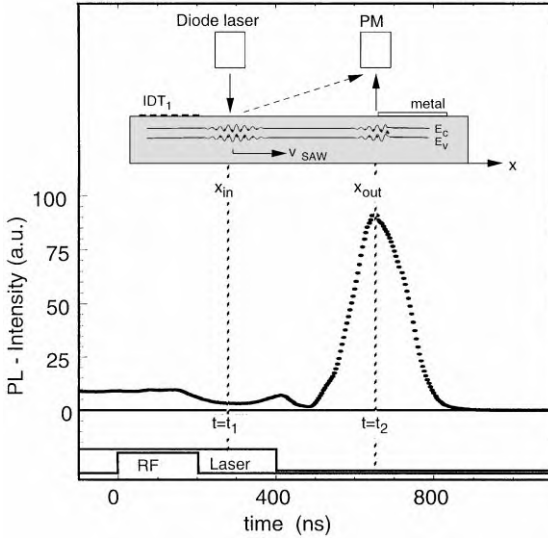 Diode laser PM
IDT1 metal
Ec
Ev
vSAW x
xin xout
100
75
50
25
0
PL - Intensity (a.u.)
t=t1 t=t2
RF Laser
0 400 800
time (ns)